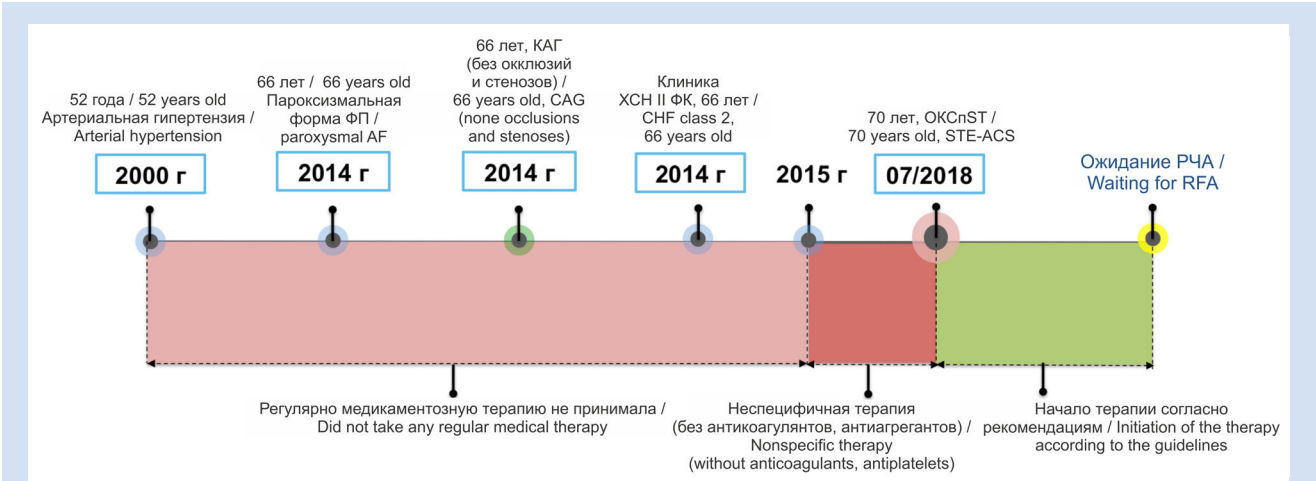 52 года / 52 years old
Артериальная гипертензия /
Arterial hypertension
2000 г
66 лет / 66 years old
Пароксизмальная
форма ФП /
paroxysmal AF
2014 г
66 лет, КАГ
(без окклюзий
и стенозов) /
66 years old, CAG
(none occlusions
and stenoses)
2014 г
Клиника
ХСН II ФК, 66 лет /
CHF class 2,
66 years old
2014 г
2015 г
70 лет, ОКСпST /
70 years old, STE-ACS
07/2018
Ожидание РЧА /
Waiting for RFA
Регулярно медикаментозную терапию не принимала /
Did not take any regular medical therapy
Неспецифичная терапия
(без антикоагулянтов, антиагрегантов) /
Nonspecific therapy
(without anticoagulants, antiplatelets)
Начало терапии согласно
рекомендациям / Initiation of the therapy
according to the guidelines